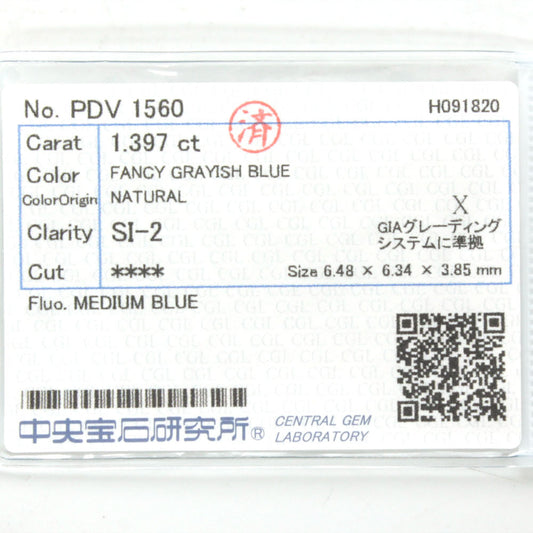 No. PDV 1560
済
H091820
Carat 1.397 ct
Color FANCY GRAYISH BLUE
ColorOrigin NATURAL
X
Clarity SI-2
GIAグレーディング
システムに準拠
Cut ****
Size 6.48 × 6.34 × 3.85 mm
Fluo. MEDIUM BLUE
中央宝石研究所®
CENTRAL GEM
LABORATORY